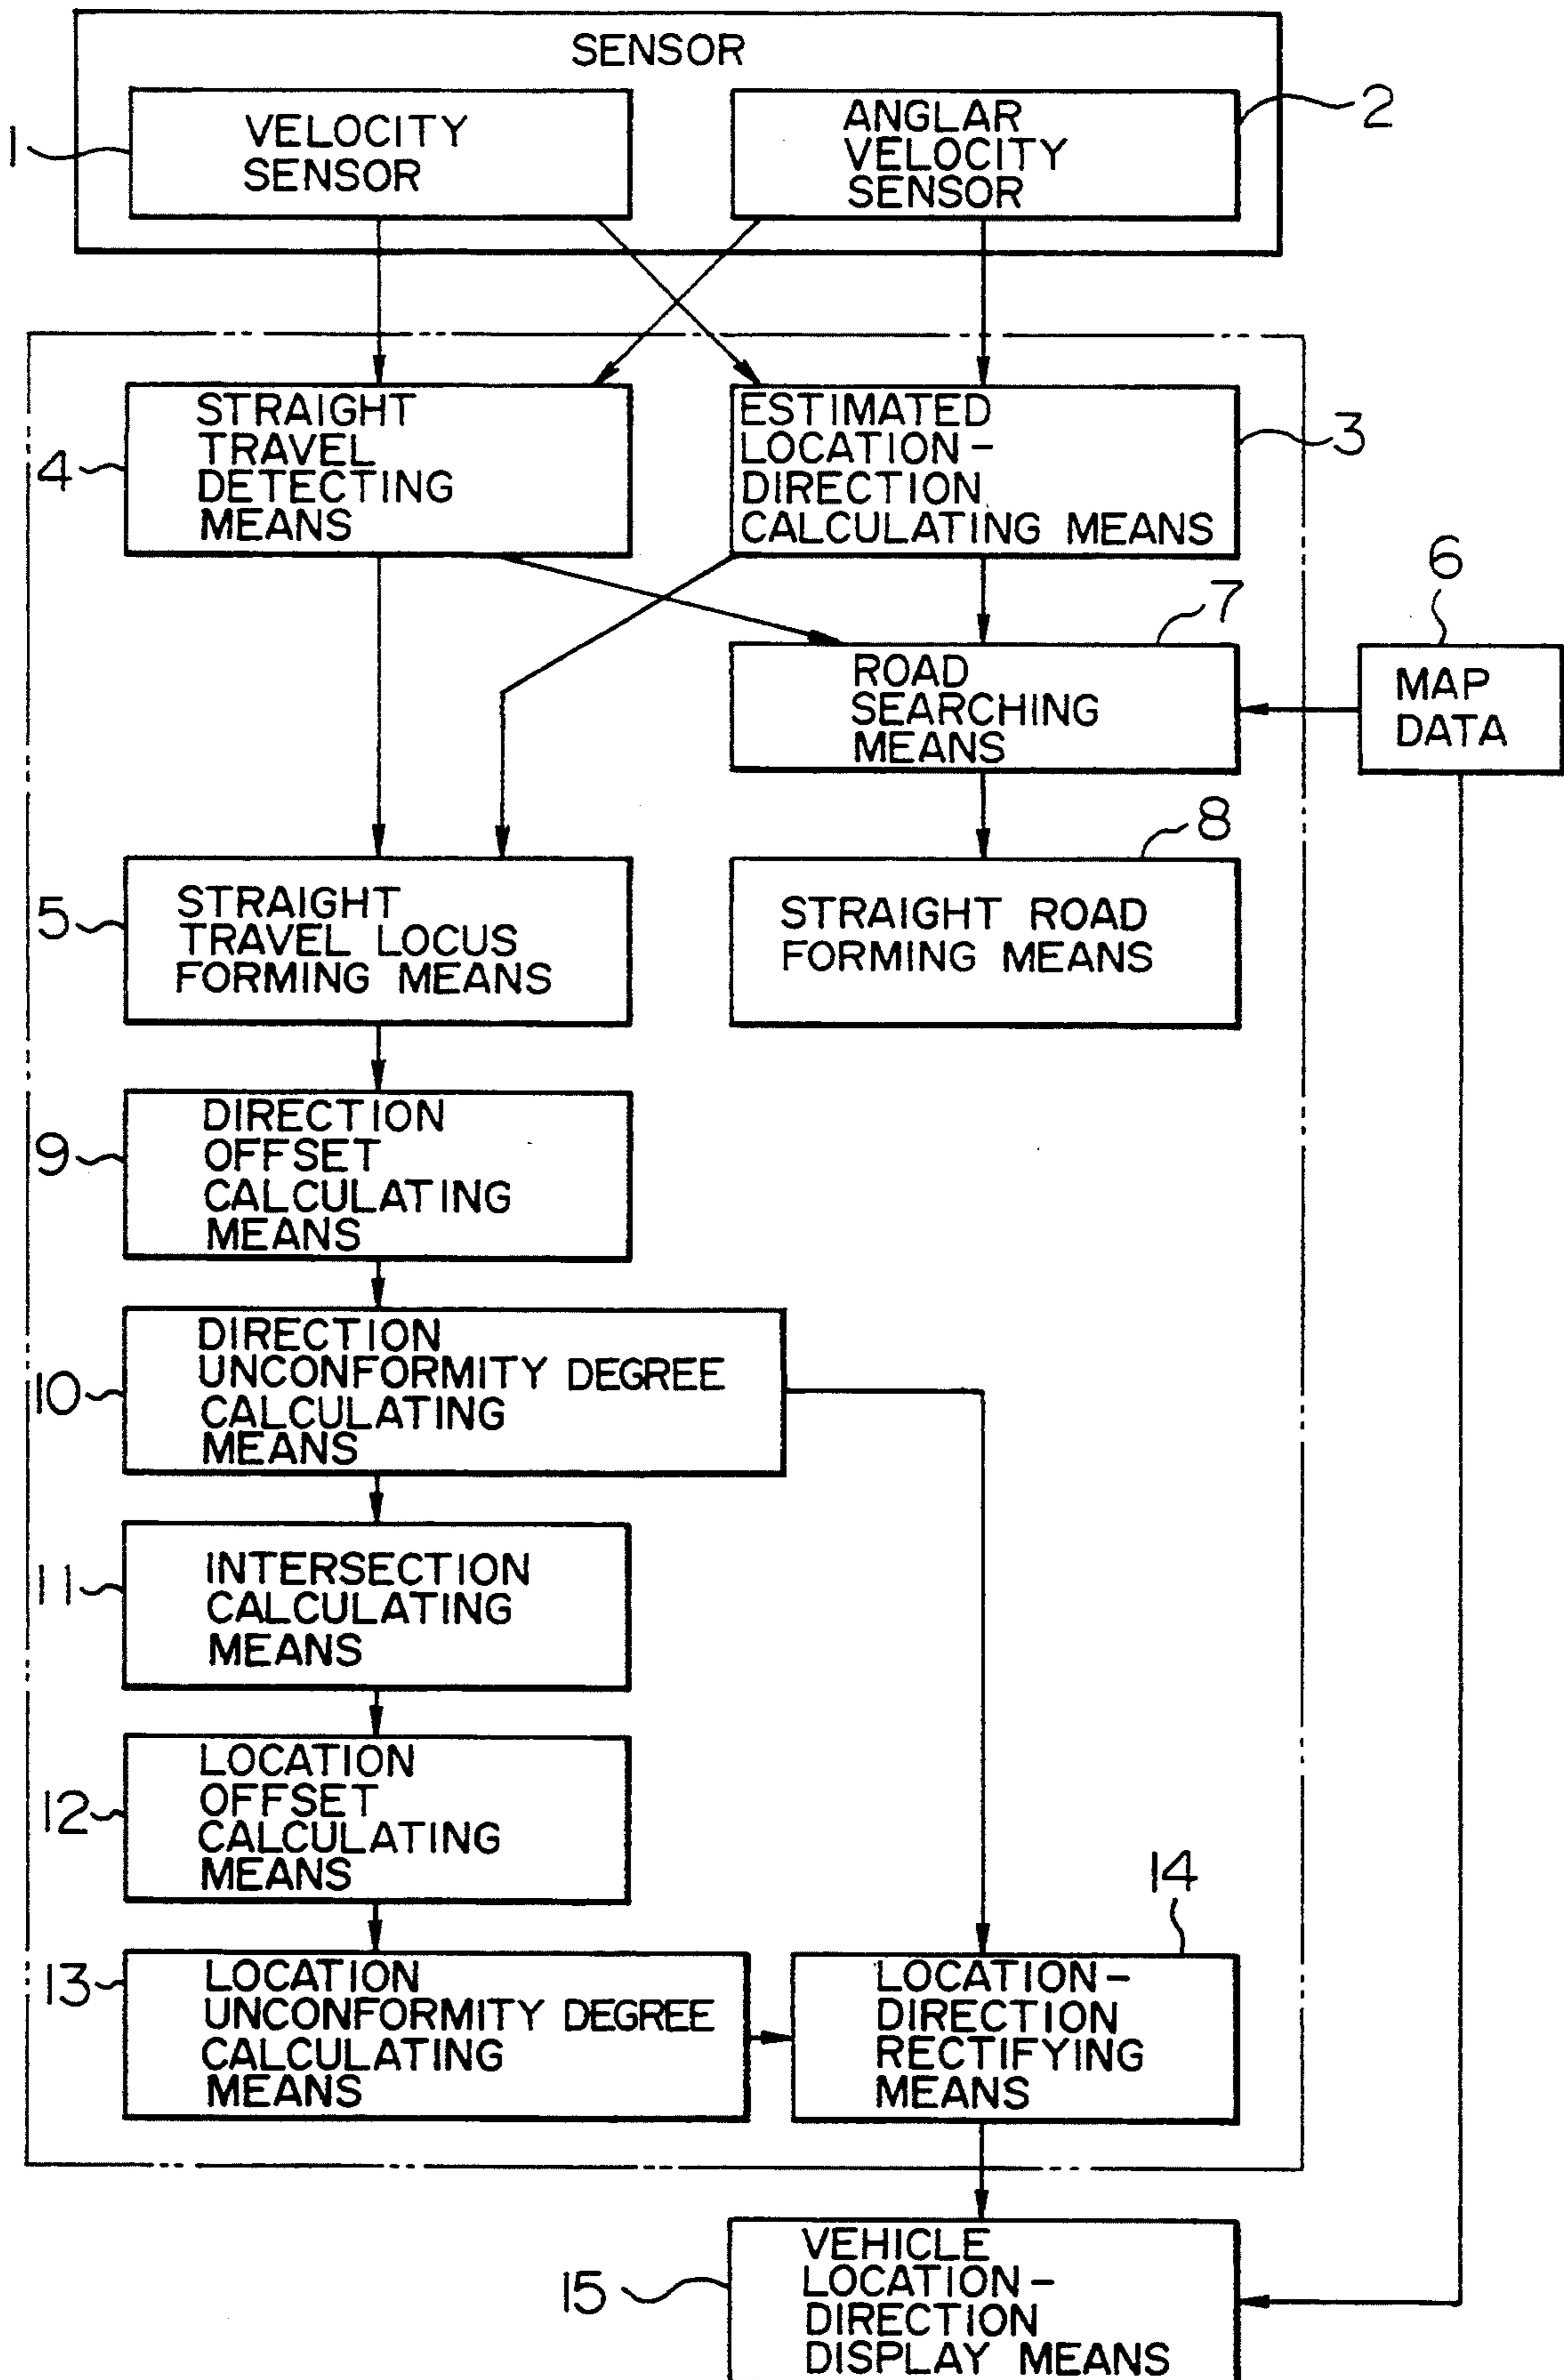 SENSOR
1
VELOCITY
SENSOR
ANGLAR
VELOCITY
SENSOR
2
4
STRAIGHT
TRAVEL
DETECTING
MEANS
ESTIMATED
LOCATION-
DIRECTION
CALCULATING MEANS
3
6
MAP
DATA
7
ROAD
SEARCHING
MEANS
8
5
STRAIGHT
TRAVEL LOCUS
FORMING MEANS
STRAIGHT ROAD
FORMING MEANS
9
DIRECTION
OFFSET
CALCULATING
MEANS
10
DIRECTION
UNCONFORMITY DEGREE
CALCULATING
MEANS
11
INTERSECTION
CALCULATING
MEANS
12
LOCATION
OFFSET
CALCULATING
MEANS
13
LOCATION
UNCONFORMITY DEGREE
CALCULATING
MEANS
14
LOCATION-
DIRECTION
RECTIFYING
MEANS
15
VEHICLE
LOCATION-
DIRECTION
DISPLAY MEANS